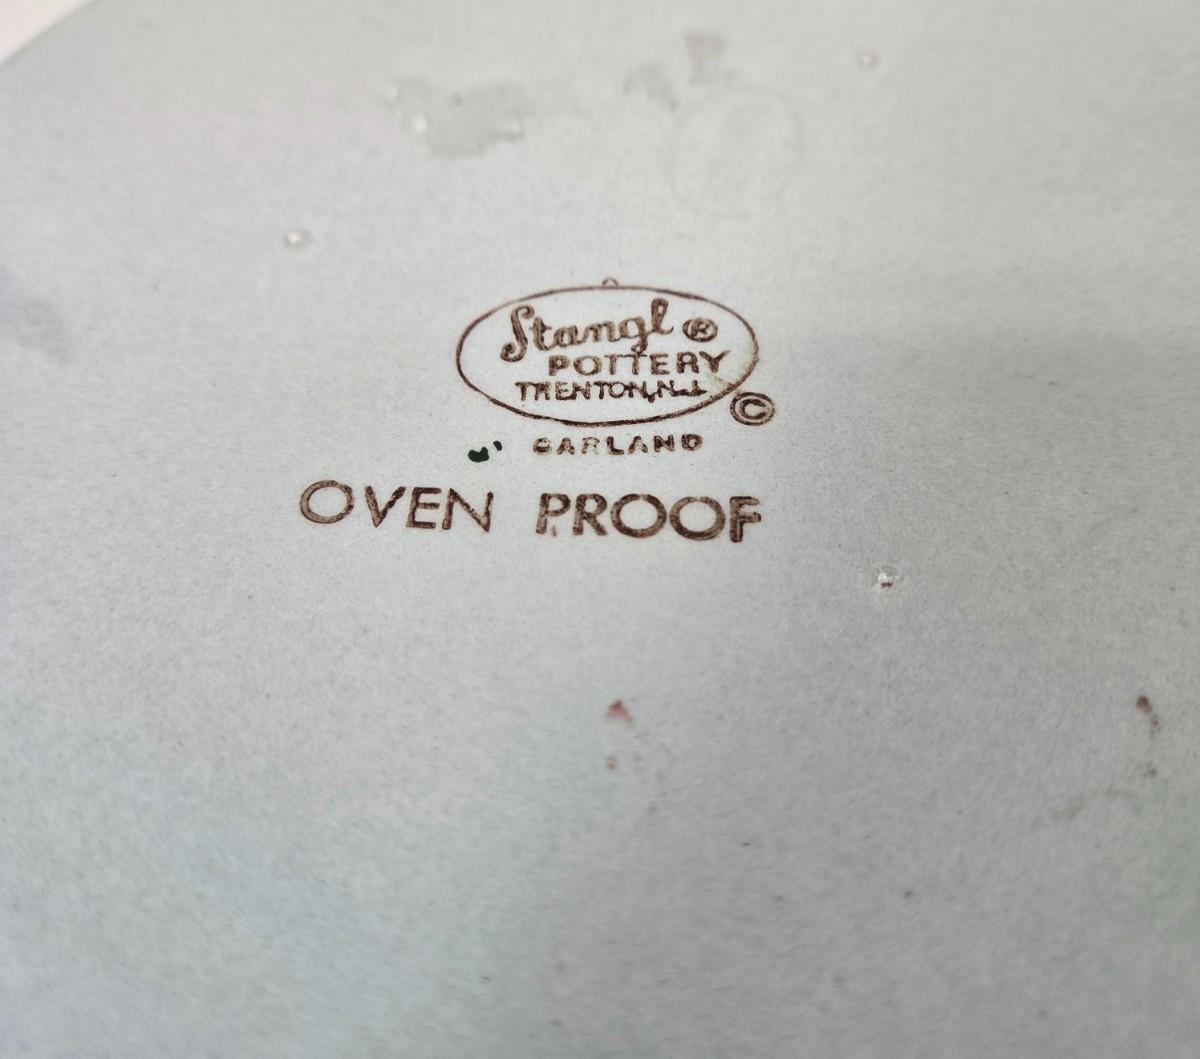 Stangl ®
POTTERY
TRENTON, N.J.
©
GARLAND
OVEN PROOF